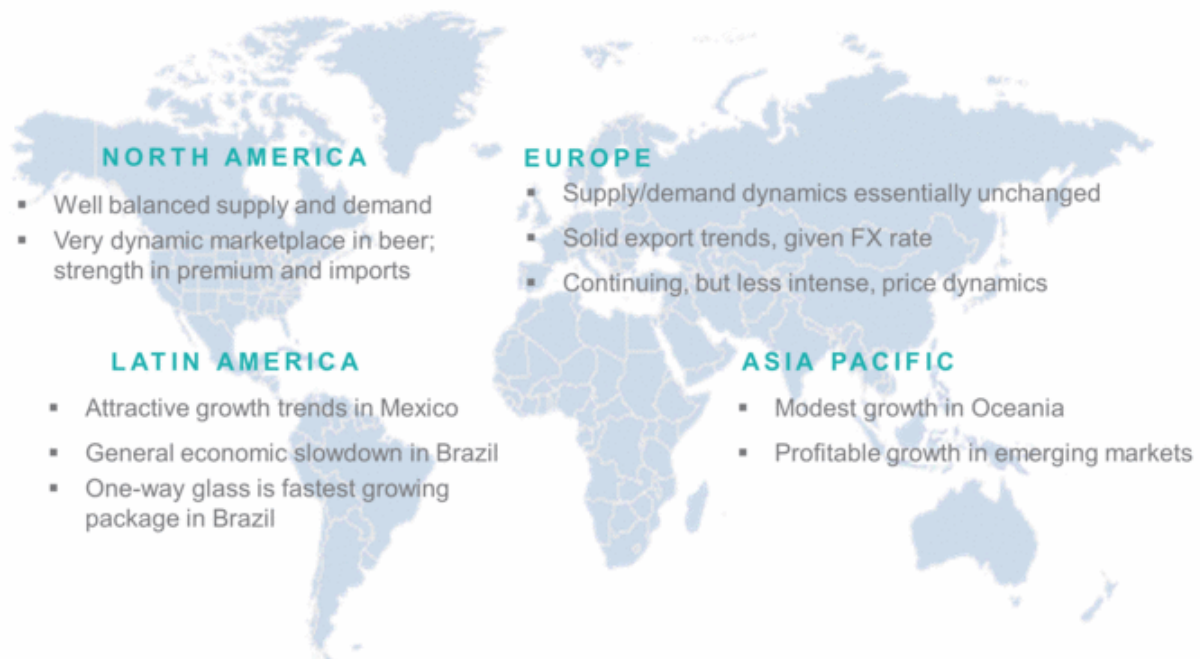 NORTH AMERICA
▪ Well balanced supply and demand
▪ Very dynamic marketplace in beer;
strength in premium and imports
EUROPE
▪ Supply/demand dynamics essentially unchanged
▪ Solid export trends, given FX rate
▪ Continuing, but less intense, price dynamics
LATIN AMERICA
▪ Attractive growth trends in Mexico
▪ General economic slowdown in Brazil
▪ One-way glass is fastest growing
package in Brazil
ASIA PACIFIC
▪ Modest growth in Oceania
▪ Profitable growth in emerging markets